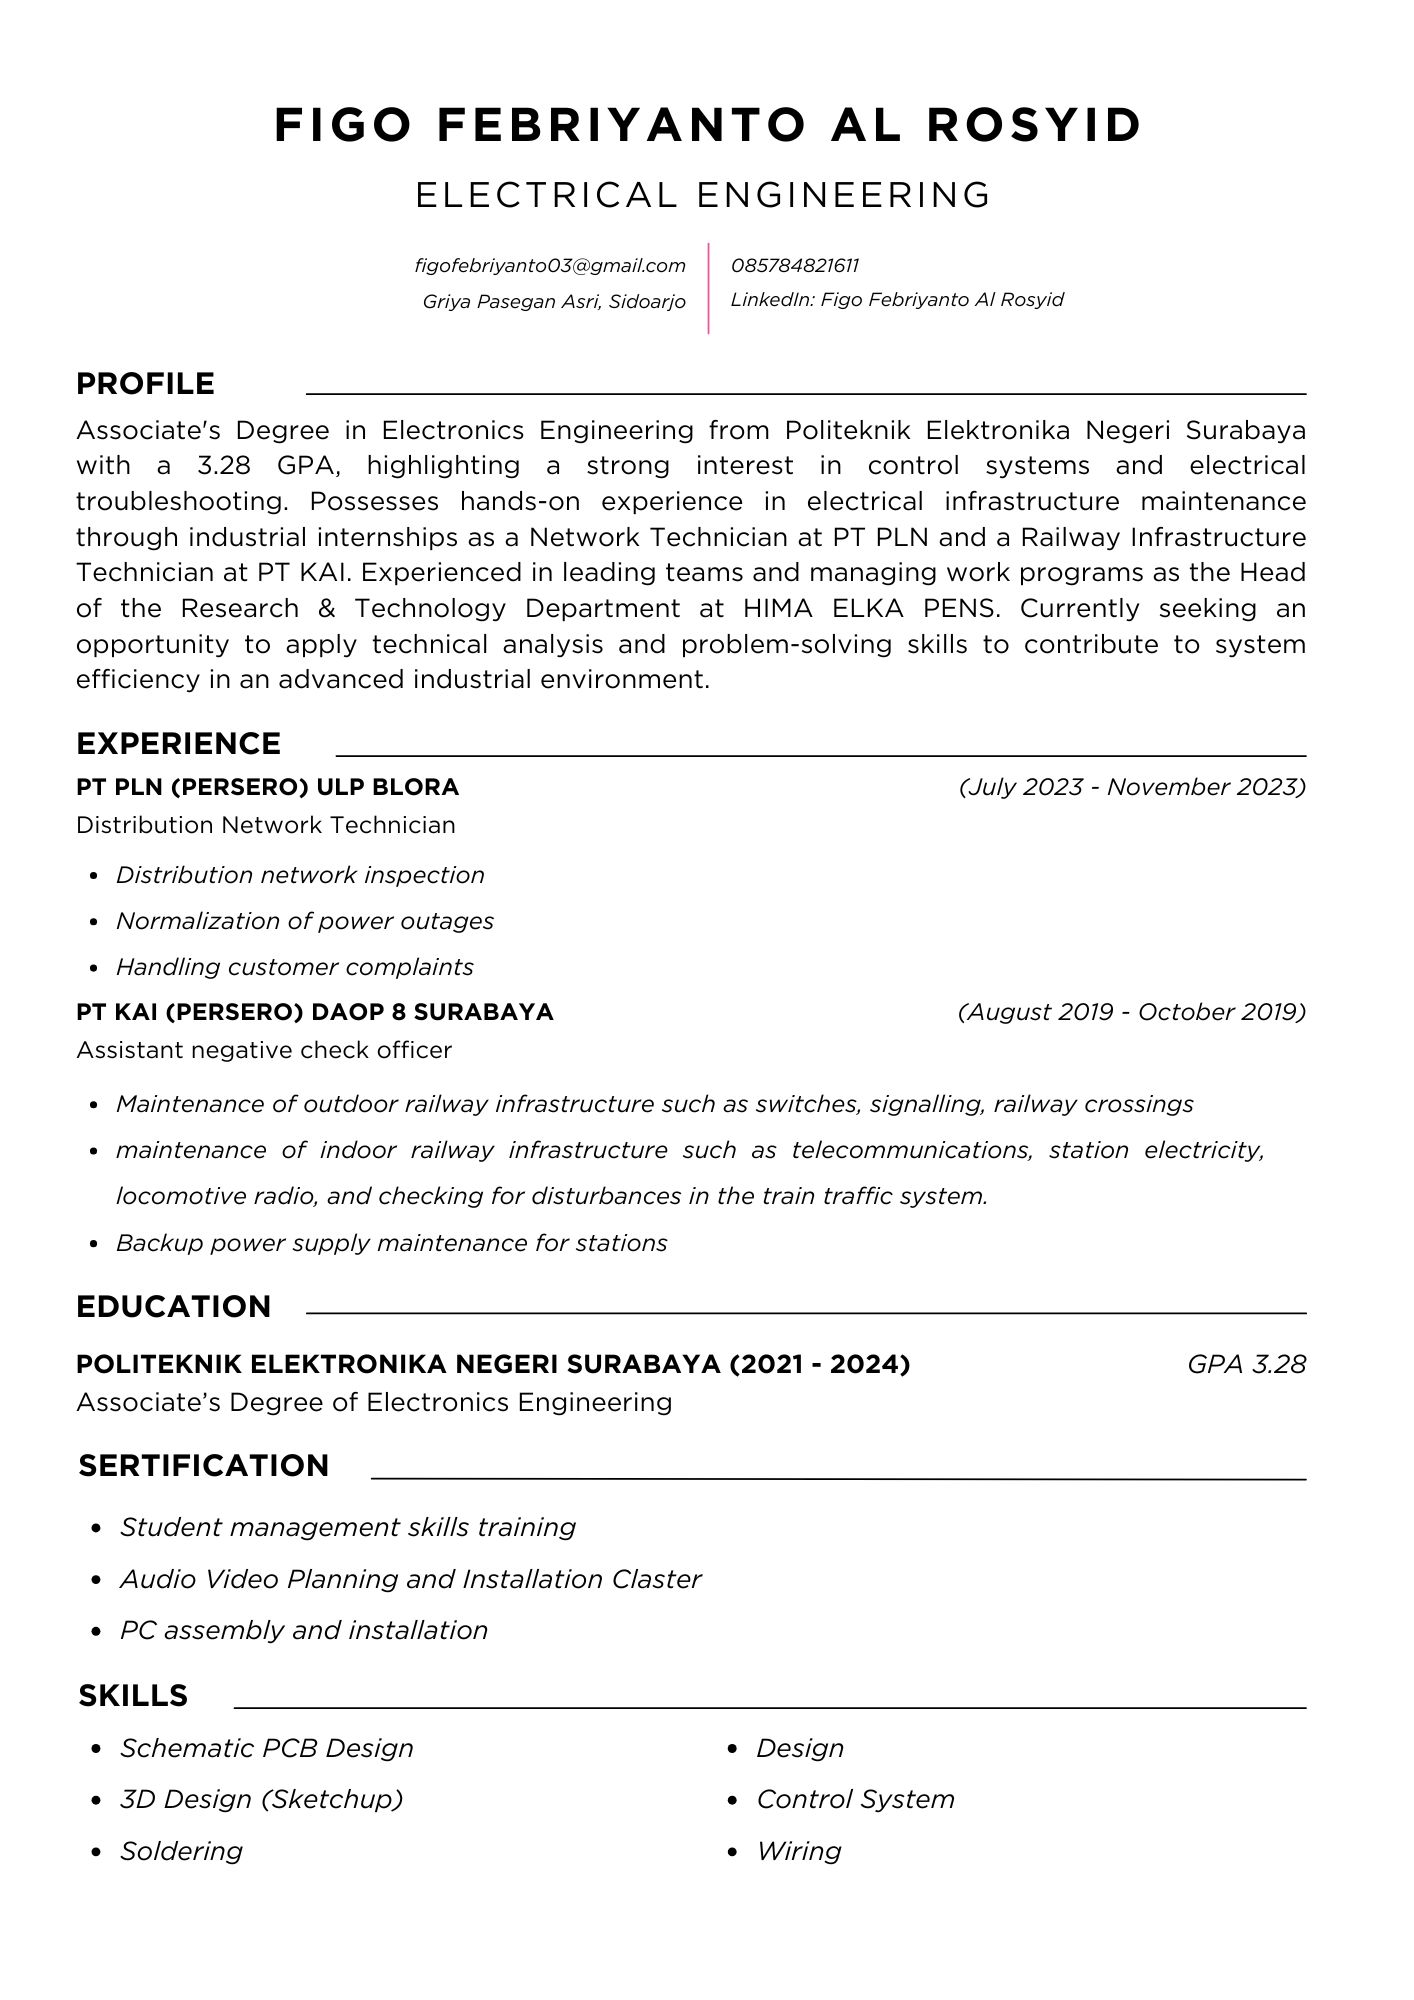 FIGO FEBRIYANTO AL ROSYID
ELECTRICAL ENGINEERING
figofebriyanto03@gmail.com
Griya Pasegan Asri, Sidoarjo
085784821611
LinkedIn: Figo Febriyanto Al Rosyid
PROFILE
Associate's Degree in Electronics Engineering from Politeknik Elektronika Negeri Surabaya
with a 3.28 GPA, highlighting a strong interest in control systems and electrical
troubleshooting. Possesses hands-on experience in electrical infrastructure maintenance
through industrial internships as a Network Technician at PT PLN and a Railway Infrastructure
Technician at PT KAI. Experienced in leading teams and managing work programs as the Head
of the Research & Technology Department at HIMA ELKA PENS. Currently seeking an
opportunity to apply technical analysis and problem-solving skills to contribute to system
efficiency in an advanced industrial environment.
EXPERIENCE
PT PLN (PERSERO) ULP BLORA (July 2023 - November 2023)
Distribution Network Technician
• Distribution network inspection
• Normalization of power outages
• Handling customer complaints
PT KAI (PERSERO) DAOP 8 SURABAYA (August 2019 - October 2019)
Assistant negative check officer
• Maintenance of outdoor railway infrastructure such as switches, signalling, railway crossings
• maintenance of indoor railway infrastructure such as telecommunications, station electricity,
locomotive radio, and checking for disturbances in the train traffic system.
• Backup power supply maintenance for stations
EDUCATION
POLITEKNIK ELEKTRONIKA NEGERI SURABAYA (2021 - 2024) GPA 3.28
Associate’s Degree of Electronics Engineering
SERTIFICATION
• Student management skills training
• Audio Video Planning and Installation Claster
• PC assembly and installation
SKILLS
• Schematic PCB Design
• 3D Design (Sketchup)
• Soldering
• Design
• Control System
• Wiring